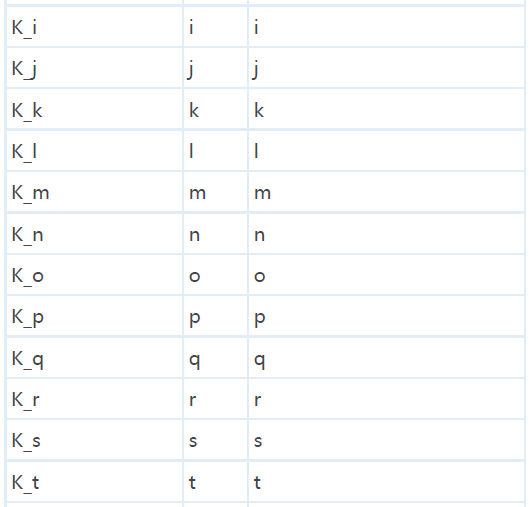 K_i i i
K_j j j
K_k k k
K_l l l
K_m m m
K_n n n
K_o o o
K_p p p
K_q q q
K_r r r
K_s s s
K_t t t